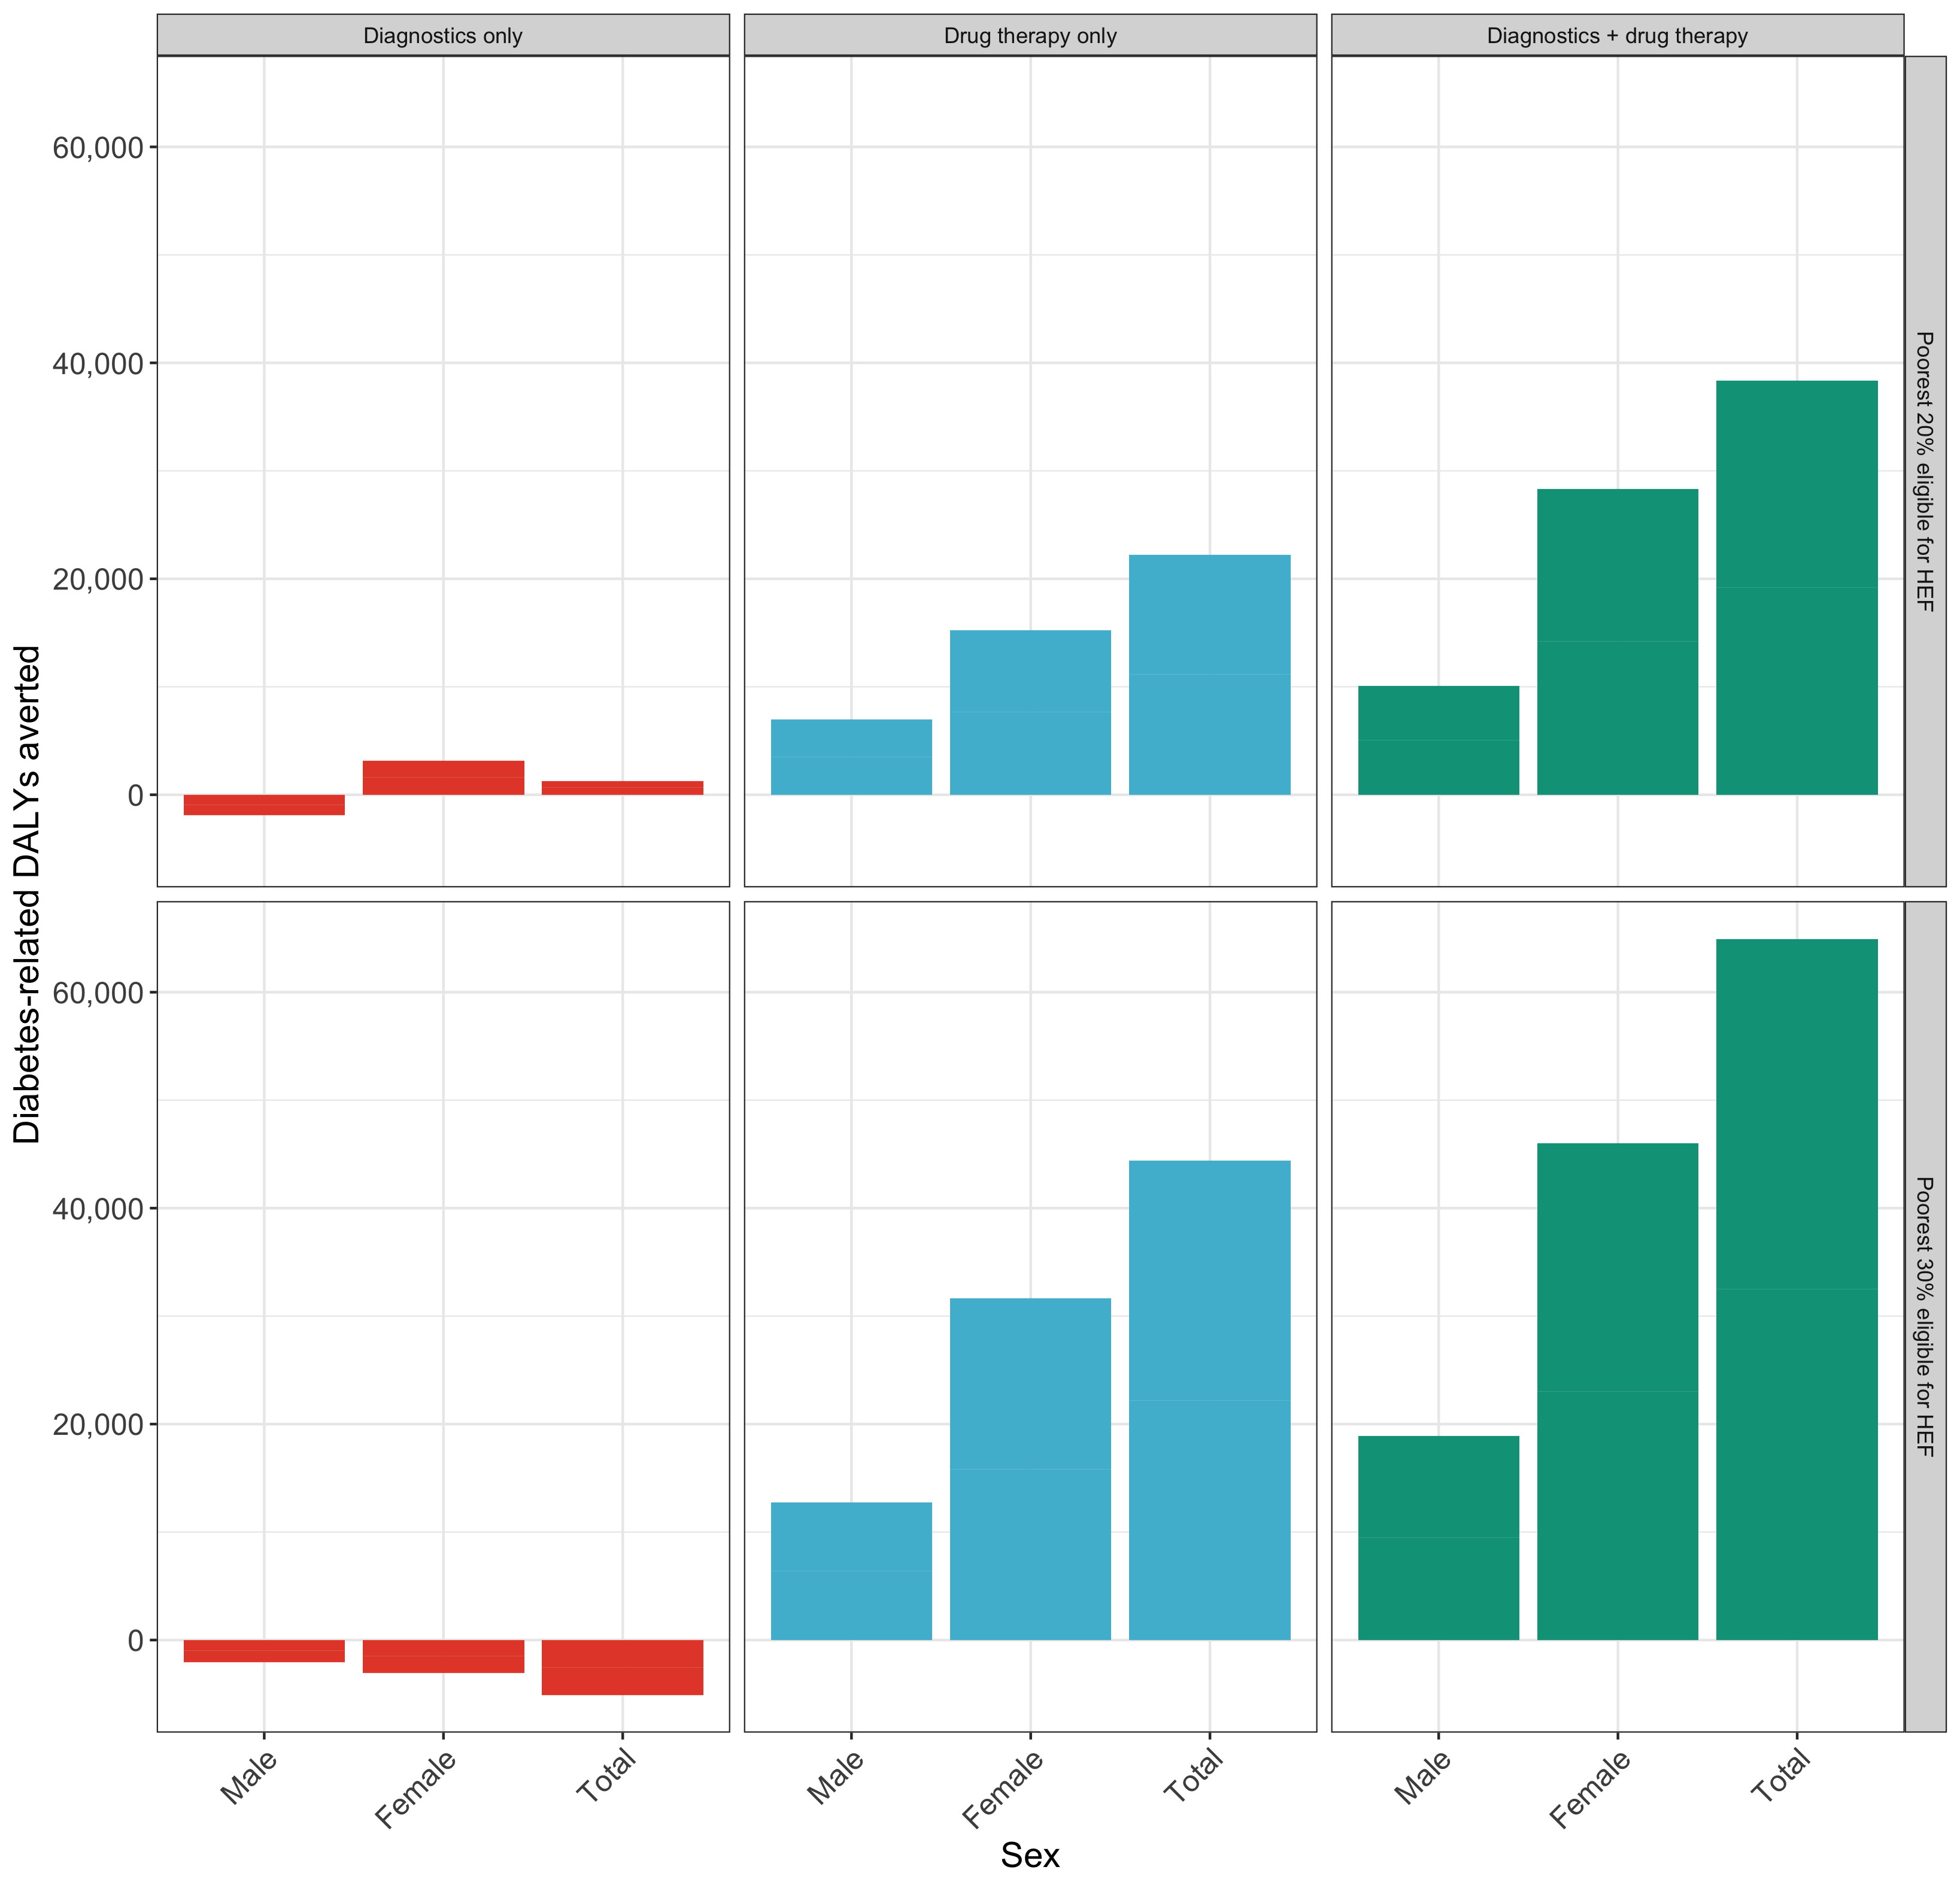 Diagnostics only
Drug therapy only
Diagnostics + drug therapy
60,000
40,000
20,000
0
Poorest 20% eligible for HEF
Diabetes-related DALYs averted
60,000
40,000
20,000
0
Poorest 30% eligible for HEF
Male
Female
Total
Male
Female
Total
Male
Female
Total
Sex